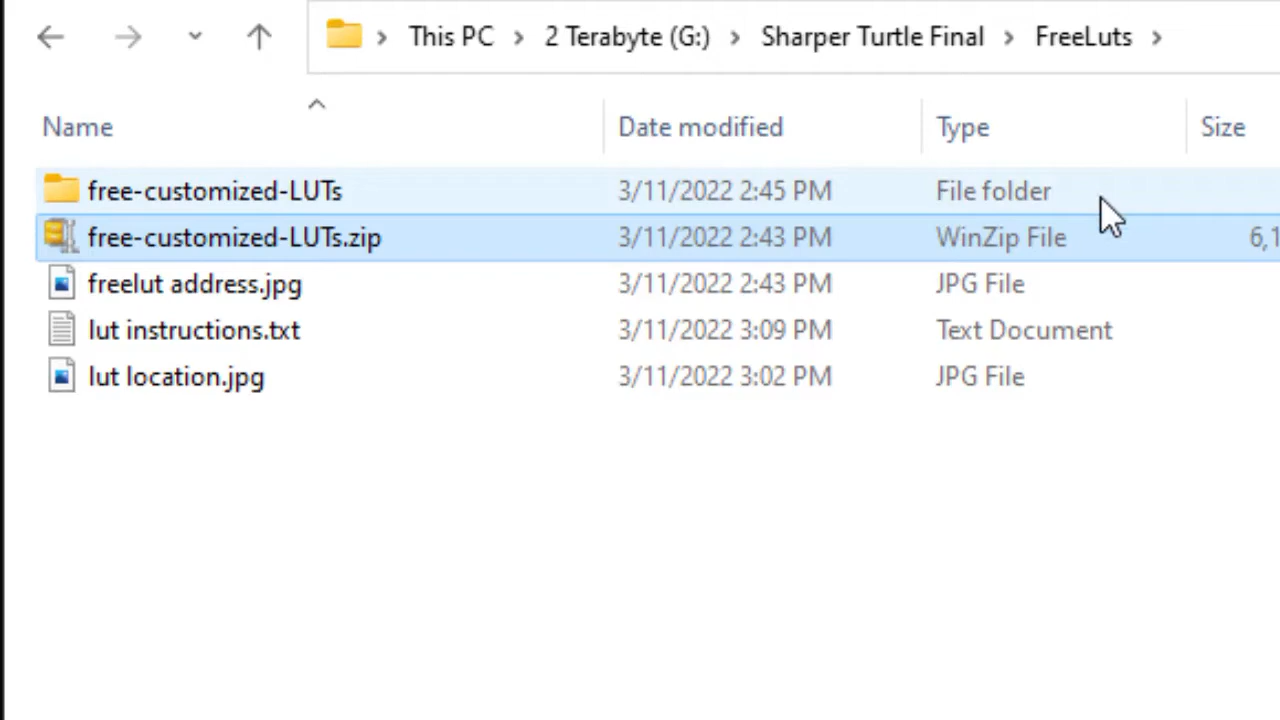 This PC > 2 Terabyte (G:) > Sharper Turtle Final > FreeLuts >
Name Date modified Type Size
free-customized-LUTs 3/11/2022 2:45 PM File folder
free-customized-LUTs.zip 3/11/2022 2:43 PM WinZip File 6,1
freelut address.jpg 3/11/2022 2:43 PM JPG File
lut instructions.txt 3/11/2022 3:09 PM Text Document
lut location.jpg 3/11/2022 3:02 PM JPG File